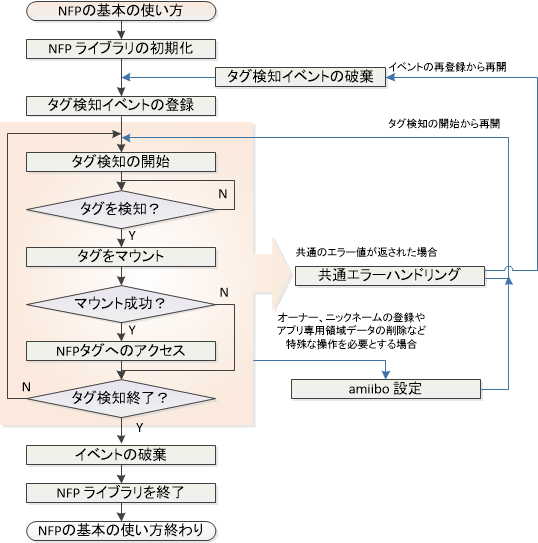 NFPの基本の使い方
NFP ライブラリの初期化
タグ検知イベントの破棄
イベントの再登録から再開
タグ検知イベントの登録
タグ検知の開始から再開
タグ検知の開始
N
タグを検知？
Y
タグをマウント
共通のエラー値が返された場合
共通エラーハンドリング
N
マウント成功？
Y
オーナー、ニックネームの登録や
アプリ専用領域データの削除など
特殊な操作を必要とする場合
NFPタグへのアクセス
N
タグ検知終了？
amiibo 設定
Y
イベントの破棄
NFP ライブラリを終了
NFPの基本の使い方終わり